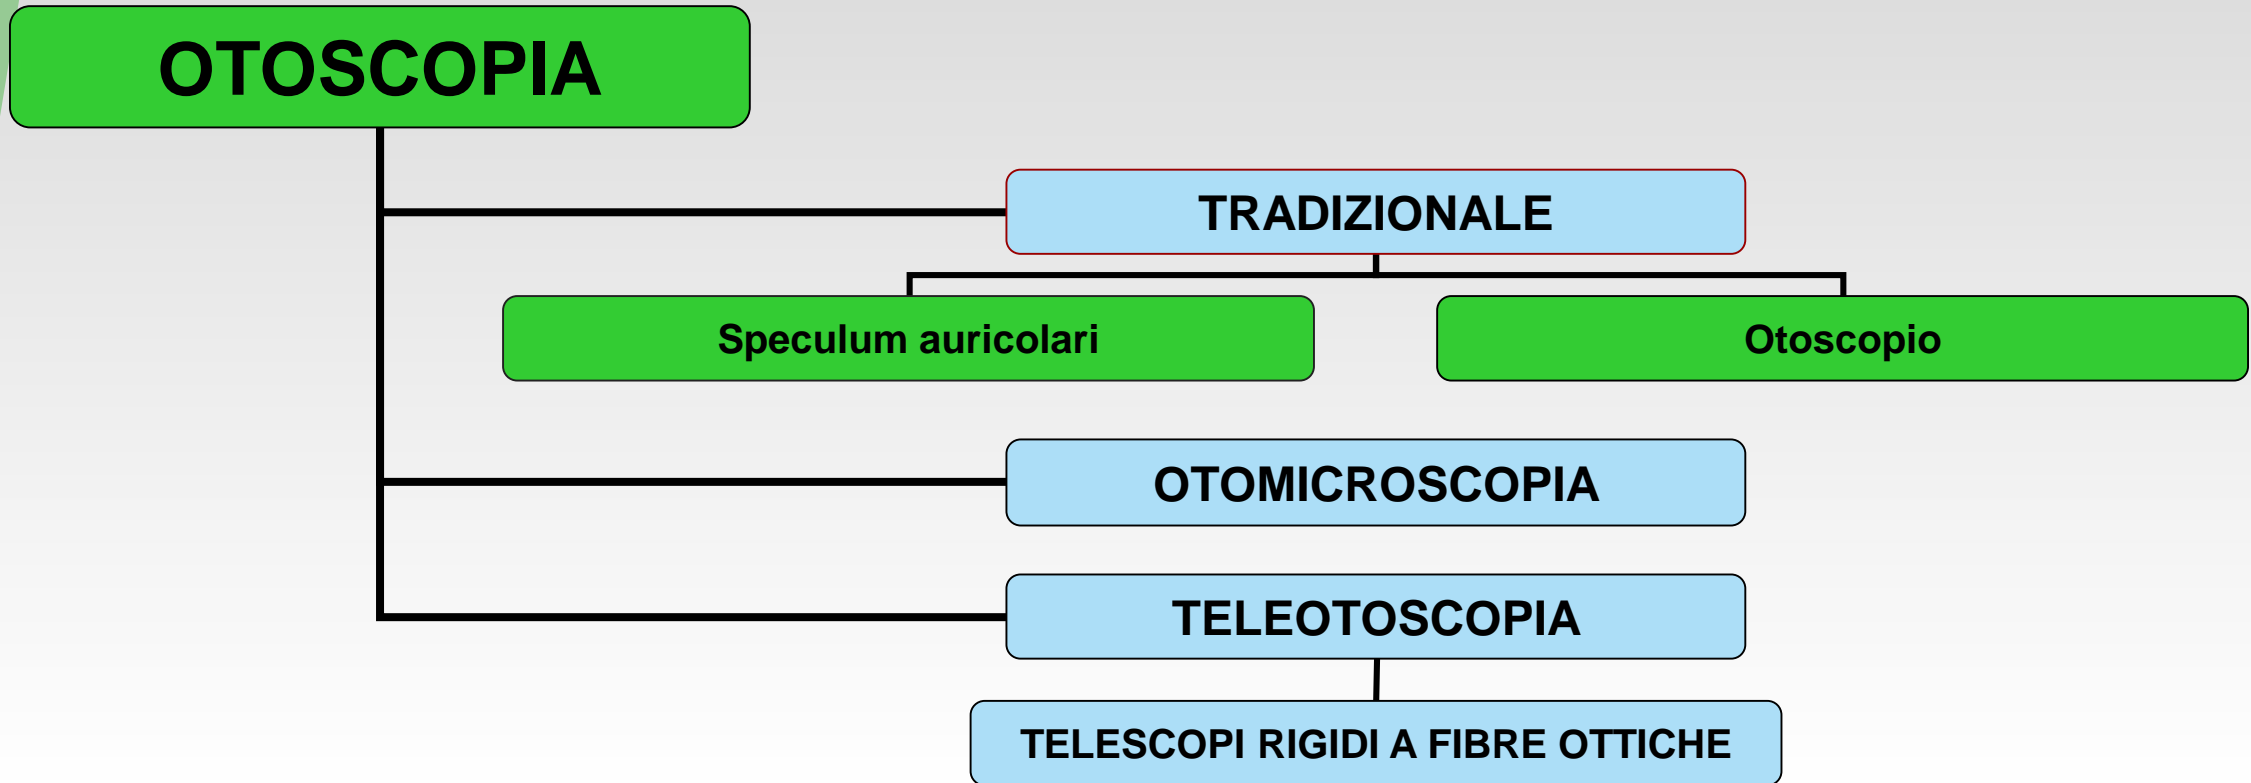 OTOSCOPIA
TRADIZIONALE
Speculum auricolari
Otoscopio
OTOMICROSCOPIA
TELEOTOSCOPIA
TELESCOPI RIGIDI A FIBRE OTTICHE